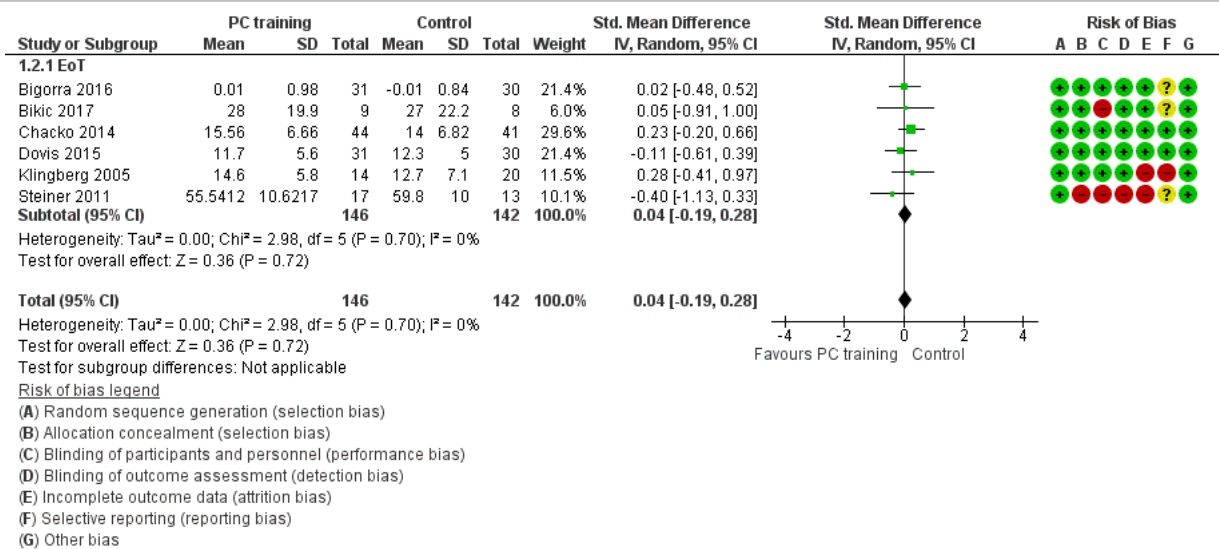 PC training Control Std. Mean Difference Std. Mean Difference Risk of Bias
Study or Subgroup Mean SD Total Mean SD Total Weight IV, Random, 95% CI IV, Random, 95% CI A B C D E F G
1.2.1 EoT
Bigorra 2016 0.01 0.98 31 -0.01 0.84 30 21.4% 0.02 [-0.48, 0.52] + + + + + ? +
Bikic 2017 28 19.9 9 27 22.2 8 6.0% 0.05 [-0.91, 1.00] + + - + + ? +
Chacko 2014 15.56 6.66 44 14 6.82 41 29.6% 0.23 [-0.20, 0.66] + + + + + + +
Dovis 2015 11.7 5.6 31 12.3 5 30 21.4% -0.11 [-0.61, 0.39] + + + + + + +
Klingberg 2005 14.6 5.8 14 12.7 7.1 20 11.5% 0.28 [-0.41, 0.97] + + + + - - +
Steiner 2011 55.5412 10.6217 17 59.8 10 13 10.1% -0.40 [-1.13, 0.33] + - - - - ? +
Subtotal (95% CI) 146 142 100.0% 0.04 [-0.19, 0.28]
Heterogeneity: Tau² = 0.00; Chi² = 2.98, df = 5 (P = 0.70); I² = 0%
Test for overall effect: Z = 0.36 (P = 0.72)
Total (95% CI) 146 142 100.0% 0.04 [-0.19, 0.28]
Heterogeneity: Tau² = 0.00; Chi² = 2.98, df = 5 (P = 0.70); I² = 0%
Test for overall effect: Z = 0.36 (P = 0.72)
Test for subgroup differences: Not applicable
-4 -2 0 2 4
Favours PC training Control
Risk of bias legend
(A) Random sequence generation (selection bias)
(B) Allocation concealment (selection bias)
(C) Blinding of participants and personnel (performance bias)
(D) Blinding of outcome assessment (detection bias)
(E) Incomplete outcome data (attrition bias)
(F) Selective reporting (reporting bias)
(G) Other bias